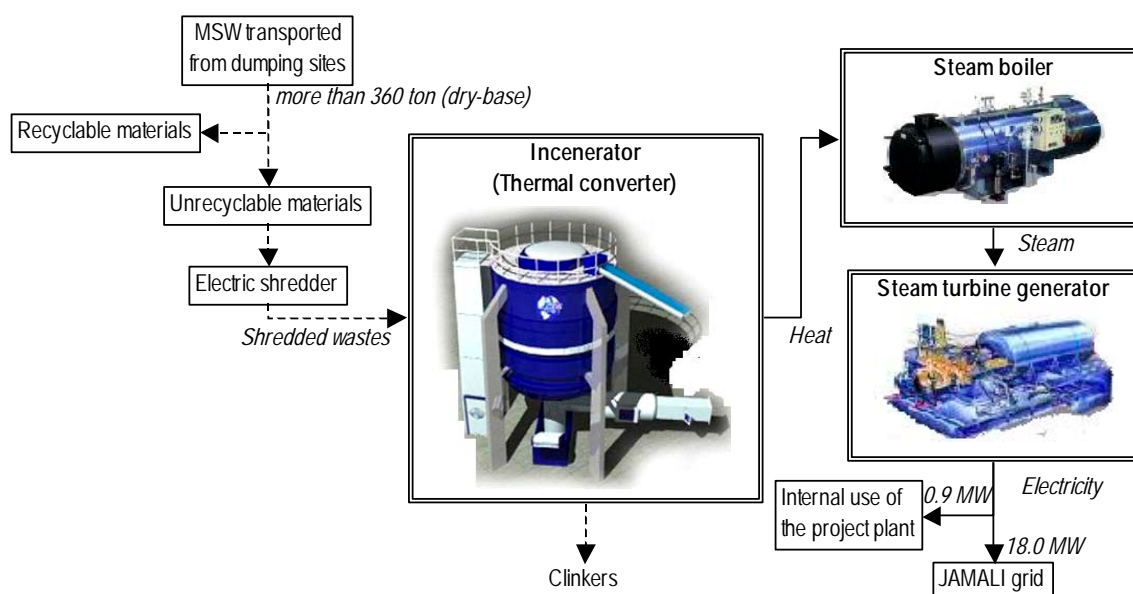 MSW transported
from dumping sites
more than 360 ton (dry-base)
Recyclable materials
Unrecyclable materials
Electric shredder
Shredded wastes
Incenerator
(Thermal converter)
Clinkers
Heat
Steam boiler
Steam
Steam turbine generator
Electricity
0.9 MW
Internal use of
the project plant
18.0 MW
JAMALI grid